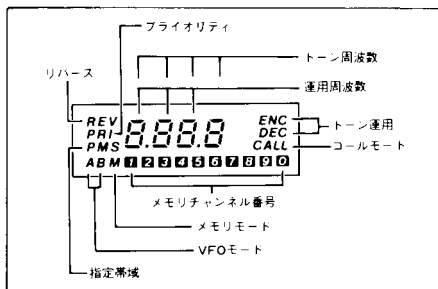 プライオリティ
トーン周波数
リバース
運用周波数
REV
PRI
PMS
8.8.8.8
ENC
DEC
CALL
トーン運用
コールモード
A B M 1 2 3 4 5 6 7 8 9 0
メモリチャンネル番号
メモリモード
VFOモード
指定帯域